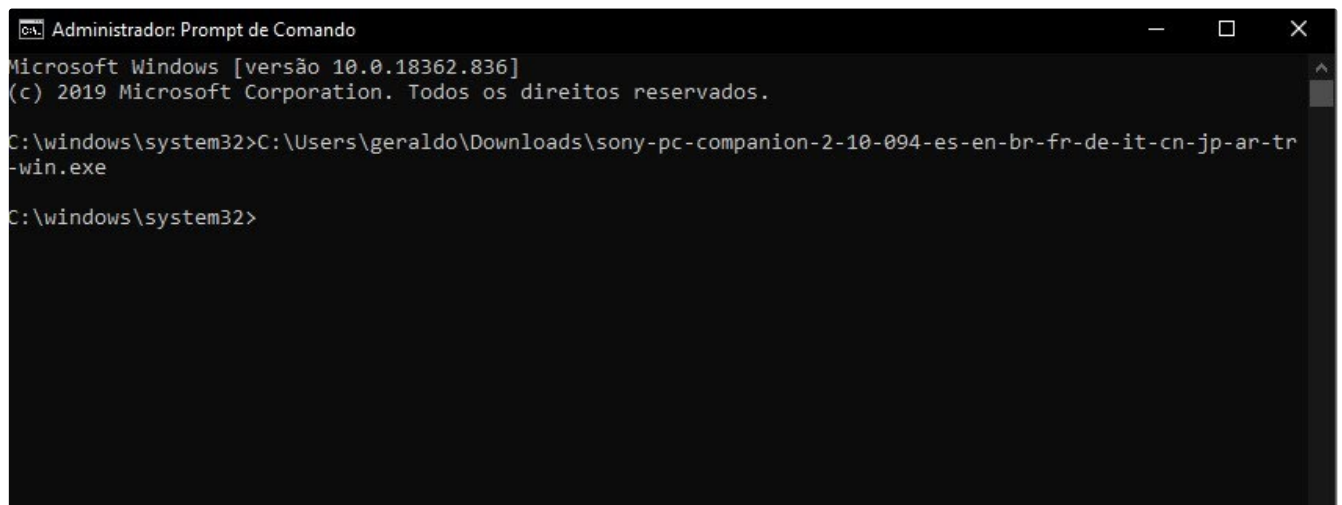 Administrador: Prompt de Comando
Microsoft Windows [versão 10.0.18362.836]
(c) 2019 Microsoft Corporation. Todos os direitos reservados.
C:\windows\system32>C:\Users\geraldo\Downloads\sony-pc-companion-2-10-094-es-en-br-fr-de-it-cn-jp-ar-tr
-win.exe
C:\windows\system32>